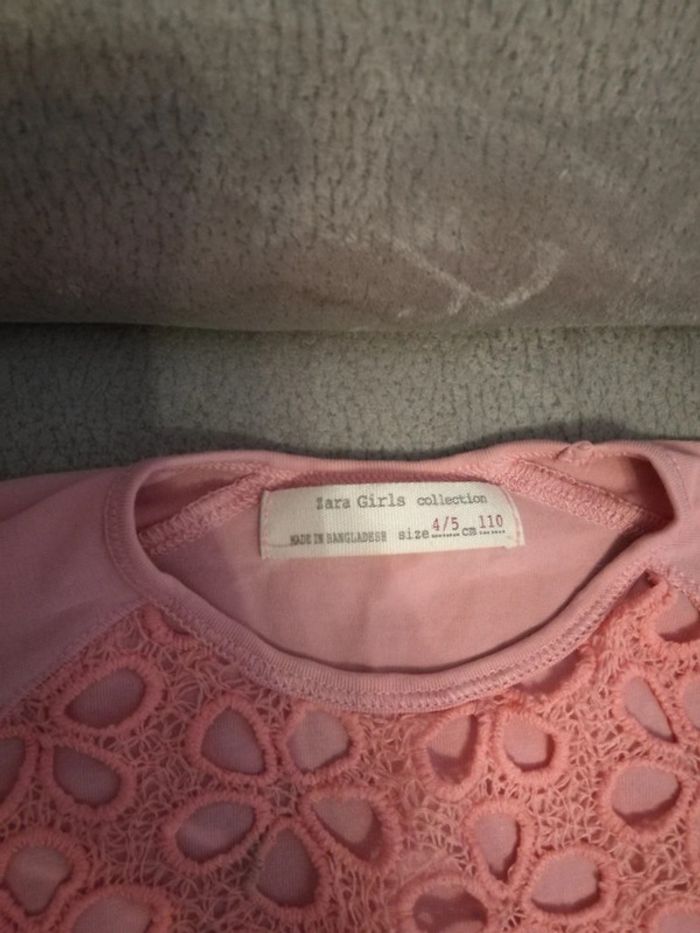 Zara Girls collection
MADE IN BANGLADESH size 4/5 cm 110